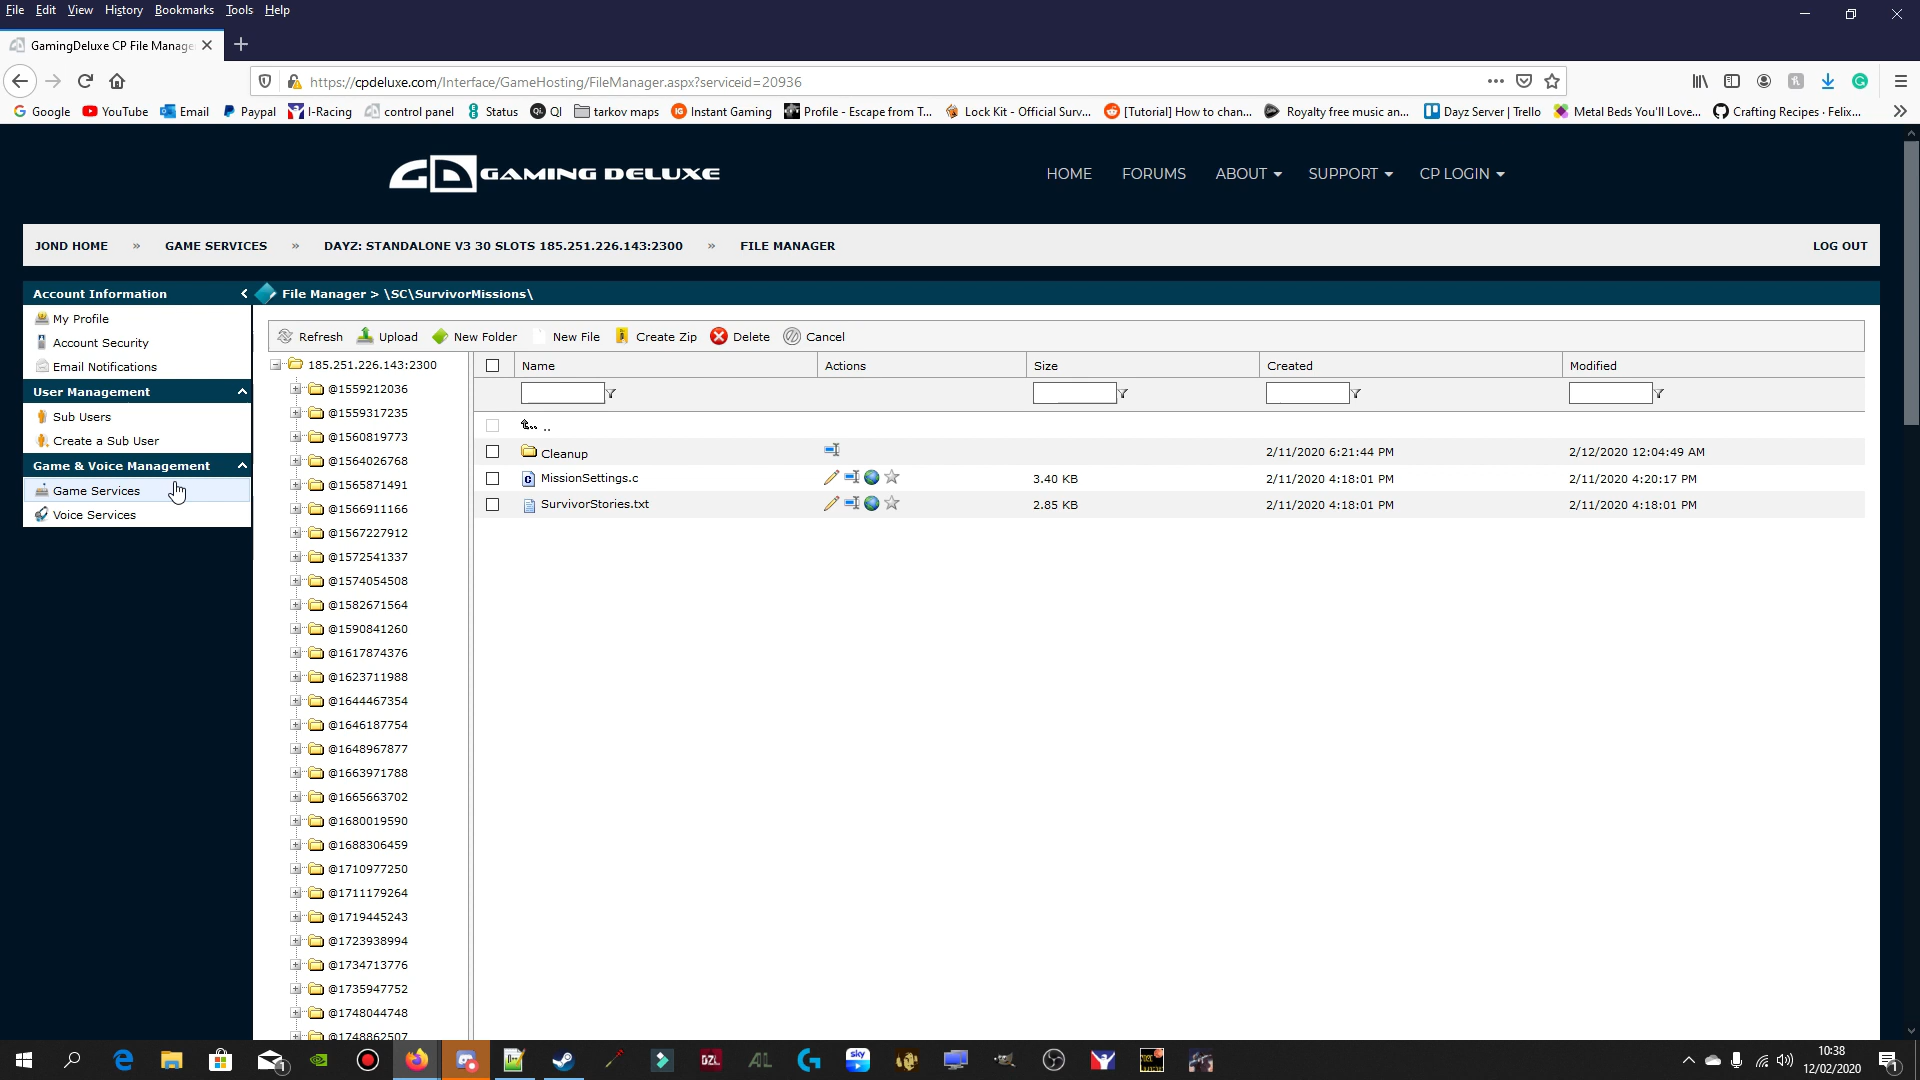 File Edit View History Bookmarks Tools Help
GamingDeluxe CP File Manage
https://cpdeluxe.com/Interface/GameHosting/FileManager.aspx?serviceid=20936
Google YouTube Email Paypal I-Racing control panel Status QI tarkov maps Instant Gaming Profile - Escape from T... Lock Kit - Official Surv... [Tutorial] How to chan... Royalty free music an... Dayz Server | Trello Metal Beds You'll Love... Crafting Recipes · Felix...
GAMING DELUXE
HOME FORUMS ABOUT SUPPORT CP LOGIN
JOND HOME » GAME SERVICES » DAYZ: STANDALONE V3 30 SLOTS 185.251.226.143:2300 » FILE MANAGER LOG OUT
Account Information
My Profile
Account Security
Email Notifications
User Management
Sub Users
Create a Sub User
Game & Voice Management
Game Services
Voice Services
File Manager > \SC\SurvivorMissions\
Refresh Upload New Folder New File Create Zip Delete Cancel
185.251.226.143:2300
@1559212036
@1559317235
@1560819773
@1564026768
@1565871491
@1566911166
@1567227912
@1572541337
@1574054508
@1582671564
@1590841260
@1617874376
@1623711988
@1644467354
@1646187754
@1648967877
@1663971788
@1665663702
@1680019590
@1688306459
@1710977250
@1711179264
@1719445243
@1723938994
@1734713776
@1735947752
@1748044748
@1748862507
Name Actions Size Created Modified
..
Cleanup 2/11/2020 6:21:44 PM 2/12/2020 12:04:49 AM
MissionSettings.c 3.40 KB 2/11/2020 4:18:01 PM 2/11/2020 4:20:17 PM
SurvivorStories.txt 2.85 KB 2/11/2020 4:18:01 PM 2/11/2020 4:18:01 PM
1 DZL AL sky
10:38
12/02/2020
1